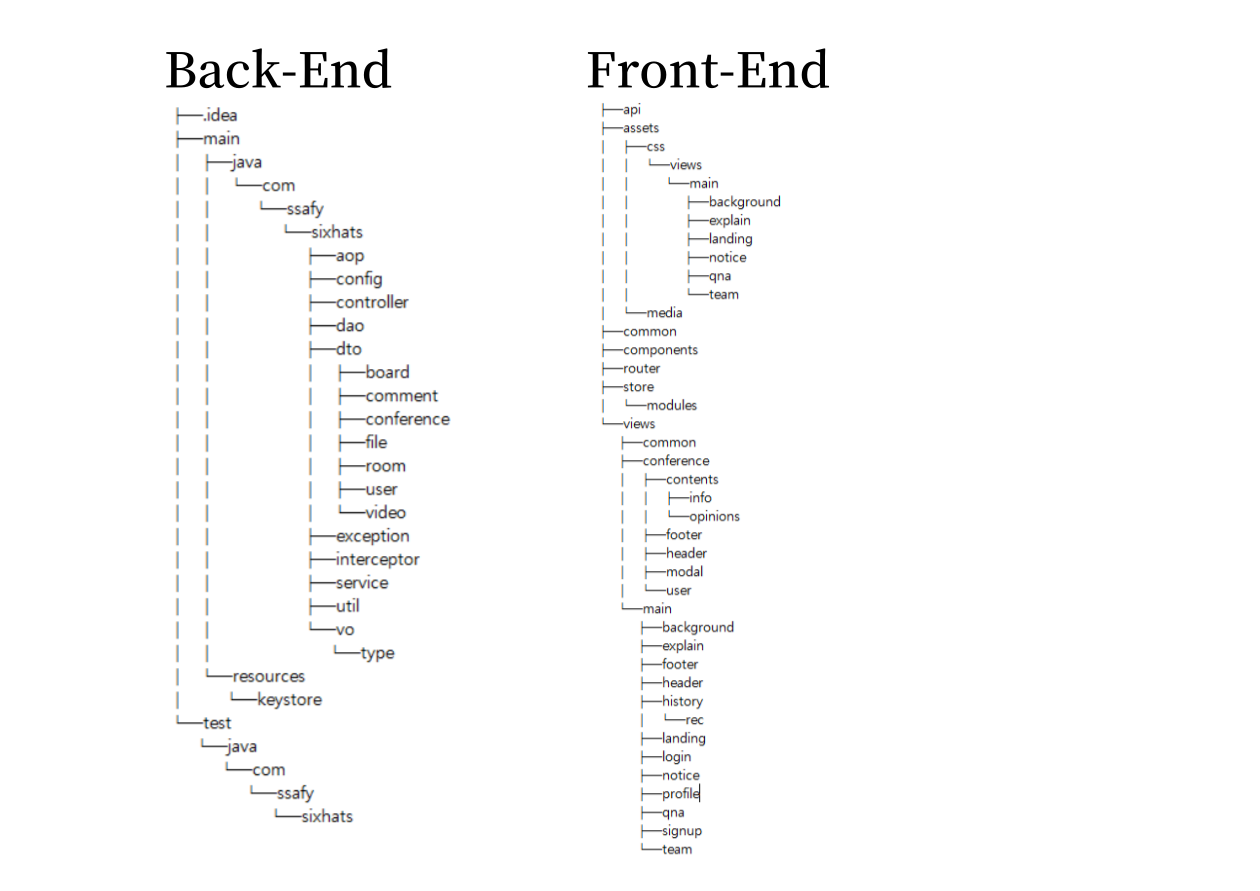 Back-End
├──.idea
├──main
│  ├──java
│  │  └──com
│  │      └──ssafy
│  │          └──sixhats
│  │              ├──aop
│  │              ├──config
│  │              ├──controller
│  │              ├──dao
│  │              ├──dto
│  │              │  ├──board
│  │              │  ├──comment
│  │              │  ├──conference
│  │              │  ├──file
│  │              │  ├──room
│  │              │  ├──user
│  │              │  └──video
│  │              ├──exception
│  │              ├──interceptor
│  │              ├──service
│  │              ├──util
│  │              └──vo
│  │                  └──type
│  └──resources
│      └──keystore
└──test
    └──java
        └──com
            └──ssafy
                └──sixhats
Front-End
├──api
├──assets
│  ├──css
│  │  └──views
│  │      └──main
│  │          ├──background
│  │          ├──explain
│  │          ├──landing
│  │          ├──notice
│  │          ├──qna
│  │          └──team
│  └──media
├──common
├──components
├──router
├──store
│  └──modules
└──views
    ├──common
    ├──conference
    │  ├──contents
    │  │  ├──info
    │  │  └──opinions
    │  ├──footer
    │  ├──header
    │  ├──modal
    │  └──user
    └──main
        ├──background
        ├──explain
        ├──footer
        ├──header
        ├──history
        │  └──rec
        ├──landing
        ├──login
        ├──notice
        ├──profile
        ├──qna
        ├──signup
        └──team